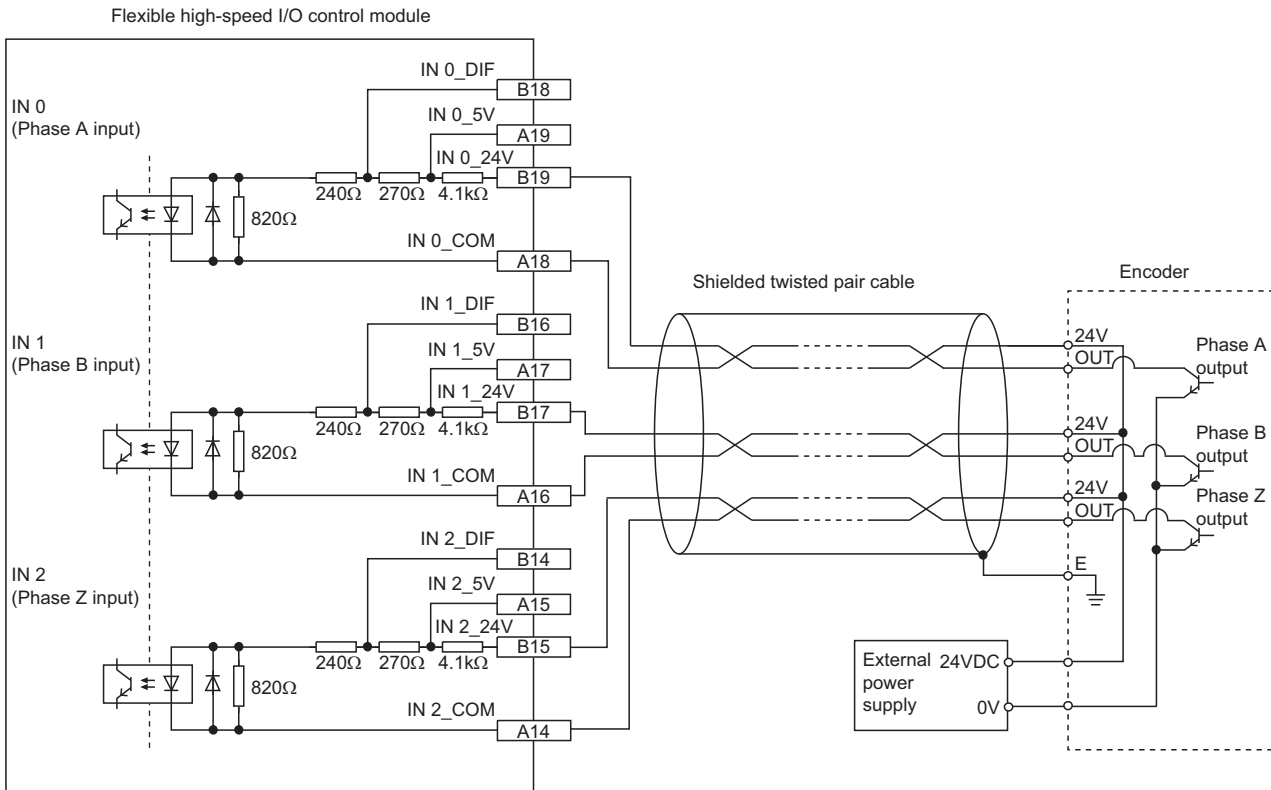 Flexible high-speed I/O control module
IN 0_DIF
B18
IN 0
(Phase A input)
IN 0_5V
A19
IN 0_24V
B19
240Ω
270Ω
4.1kΩ
820Ω
IN 0_COM
A18
IN 1_DIF
B16
IN 1
(Phase B input)
IN 1_5V
A17
IN 1_24V
B17
240Ω
270Ω
4.1kΩ
820Ω
IN 1_COM
A16
IN 2_DIF
B14
IN 2
(Phase Z input)
IN 2_5V
A15
IN 2_24V
B15
240Ω
270Ω
4.1kΩ
820Ω
IN 2_COM
A14
Shielded twisted pair cable
Encoder
24V
OUT
Phase A
output
24V
OUT
Phase B
output
24V
OUT
Phase Z
output
E
External
power
supply
24VDC
0V